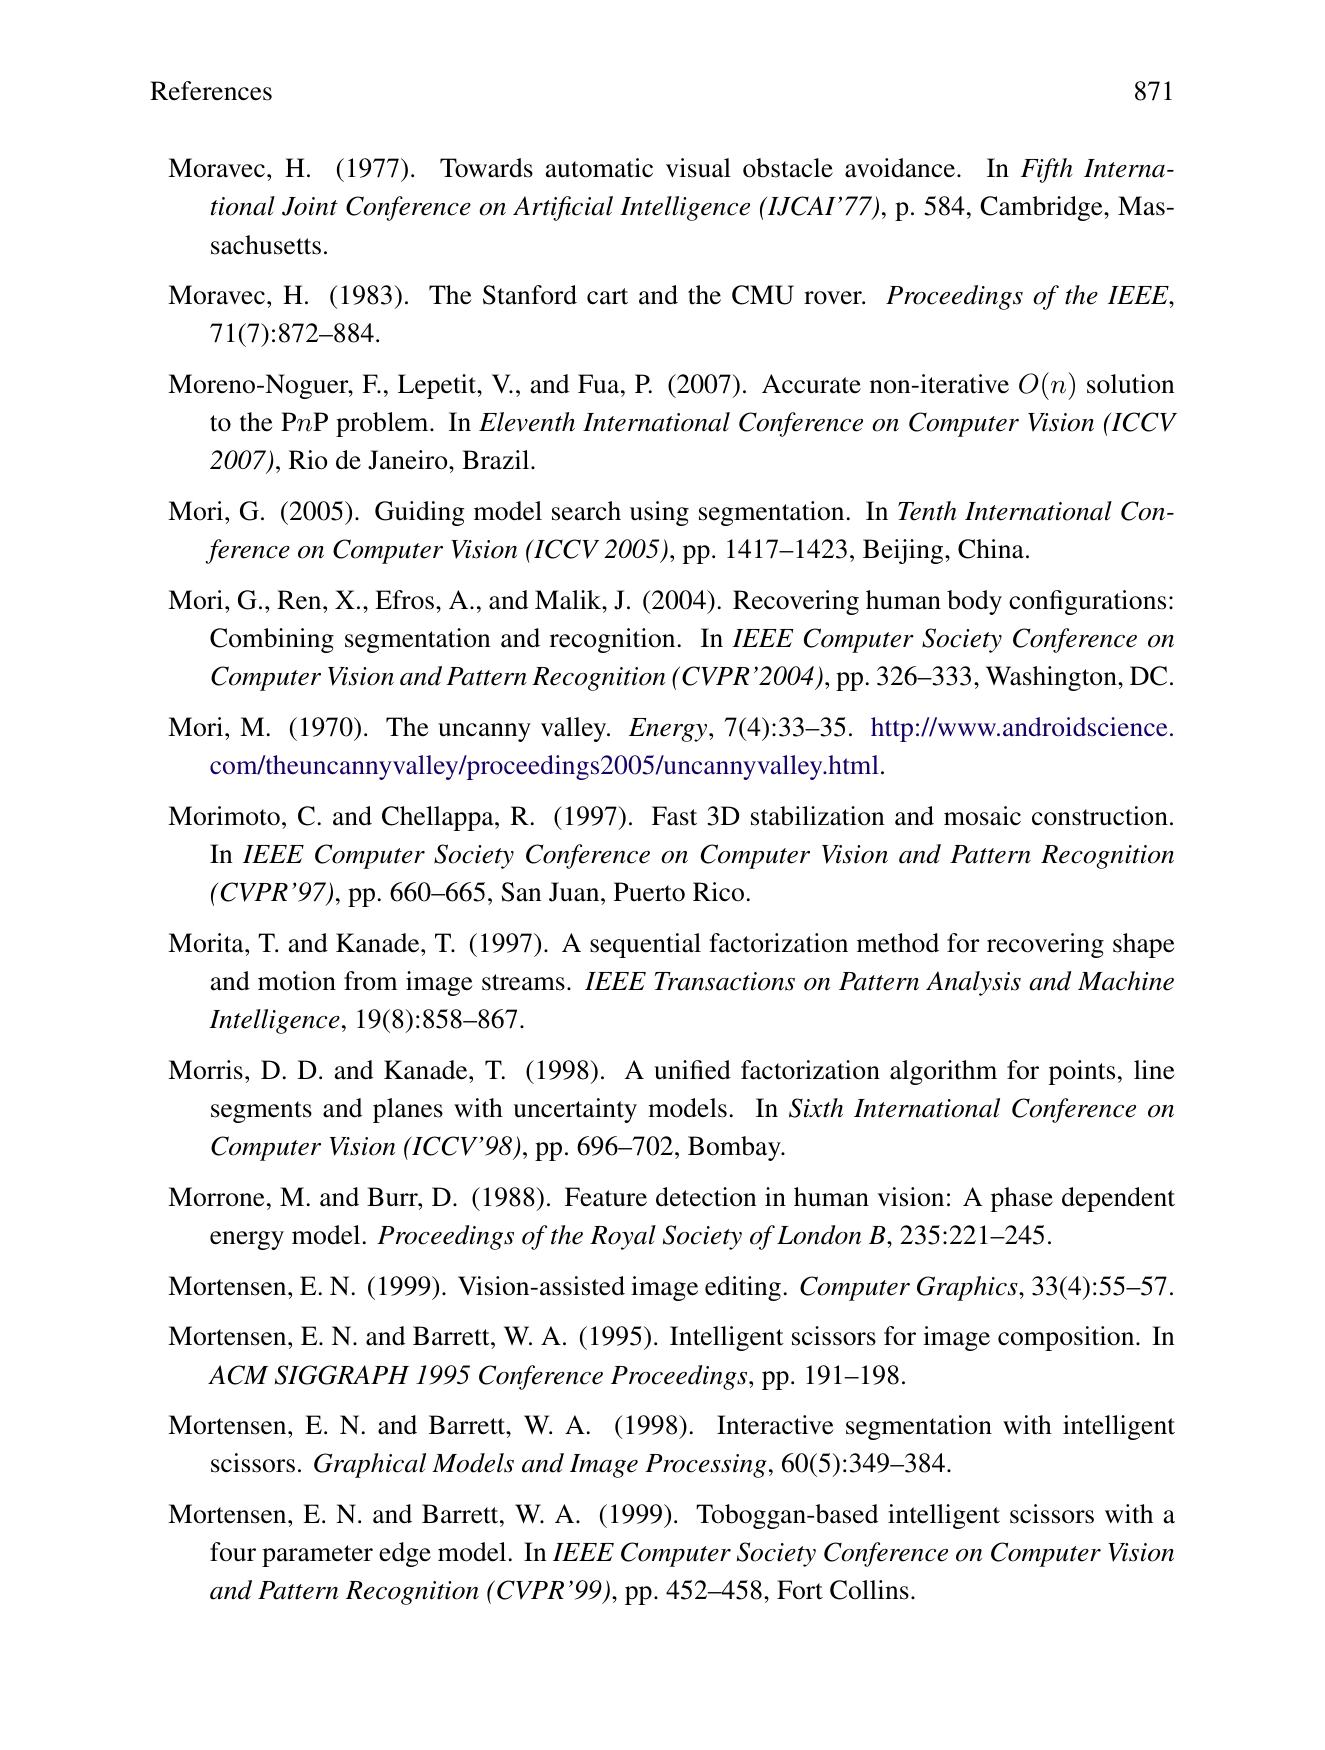 References 871
Moravec, H. (1977). Towards automatic visual obstacle avoidance. In Fifth Interna-
tional Joint Conference on Artificial Intelligence (IJCAI'77), p. 584, Cambridge, Mas-
sachusetts.
Moravec, H. (1983). The Stanford cart and the CMU rover. Proceedings of the IEEE,
71(7):872–884.
Moreno-Noguer, F., Lepetit, V., and Fua, P. (2007). Accurate non-iterative O(n) solution
to the PnP problem. In Eleventh International Conference on Computer Vision (ICCV
2007), Rio de Janeiro, Brazil.
Mori, G. (2005). Guiding model search using segmentation. In Tenth International Con-
ference on Computer Vision (ICCV 2005), pp. 1417–1423, Beijing, China.
Mori, G., Ren, X., Efros, A., and Malik, J. (2004). Recovering human body configurations:
Combining segmentation and recognition. In IEEE Computer Society Conference on
Computer Vision and Pattern Recognition (CVPR'2004), pp. 326–333, Washington, DC.
Mori, M. (1970). The uncanny valley. Energy, 7(4):33–35. http://www.androidscience.
com/theuncannyvalley/proceedings2005/uncannyvalley.html.
Morimoto, C. and Chellappa, R. (1997). Fast 3D stabilization and mosaic construction.
In IEEE Computer Society Conference on Computer Vision and Pattern Recognition
(CVPR'97), pp. 660–665, San Juan, Puerto Rico.
Morita, T. and Kanade, T. (1997). A sequential factorization method for recovering shape
and motion from image streams. IEEE Transactions on Pattern Analysis and Machine
Intelligence, 19(8):858–867.
Morris, D. D. and Kanade, T. (1998). A unified factorization algorithm for points, line
segments and planes with uncertainty models. In Sixth International Conference on
Computer Vision (ICCV'98), pp. 696–702, Bombay.
Morrone, M. and Burr, D. (1988). Feature detection in human vision: A phase dependent
energy model. Proceedings of the Royal Society of London B, 235:221–245.
Mortensen, E. N. (1999). Vision-assisted image editing. Computer Graphics, 33(4):55–57.
Mortensen, E. N. and Barrett, W. A. (1995). Intelligent scissors for image composition. In
ACM SIGGRAPH 1995 Conference Proceedings, pp. 191–198.
Mortensen, E. N. and Barrett, W. A. (1998). Interactive segmentation with intelligent
scissors. Graphical Models and Image Processing, 60(5):349–384.
Mortensen, E. N. and Barrett, W. A. (1999). Toboggan-based intelligent scissors with a
four parameter edge model. In IEEE Computer Society Conference on Computer Vision
and Pattern Recognition (CVPR'99), pp. 452–458, Fort Collins.